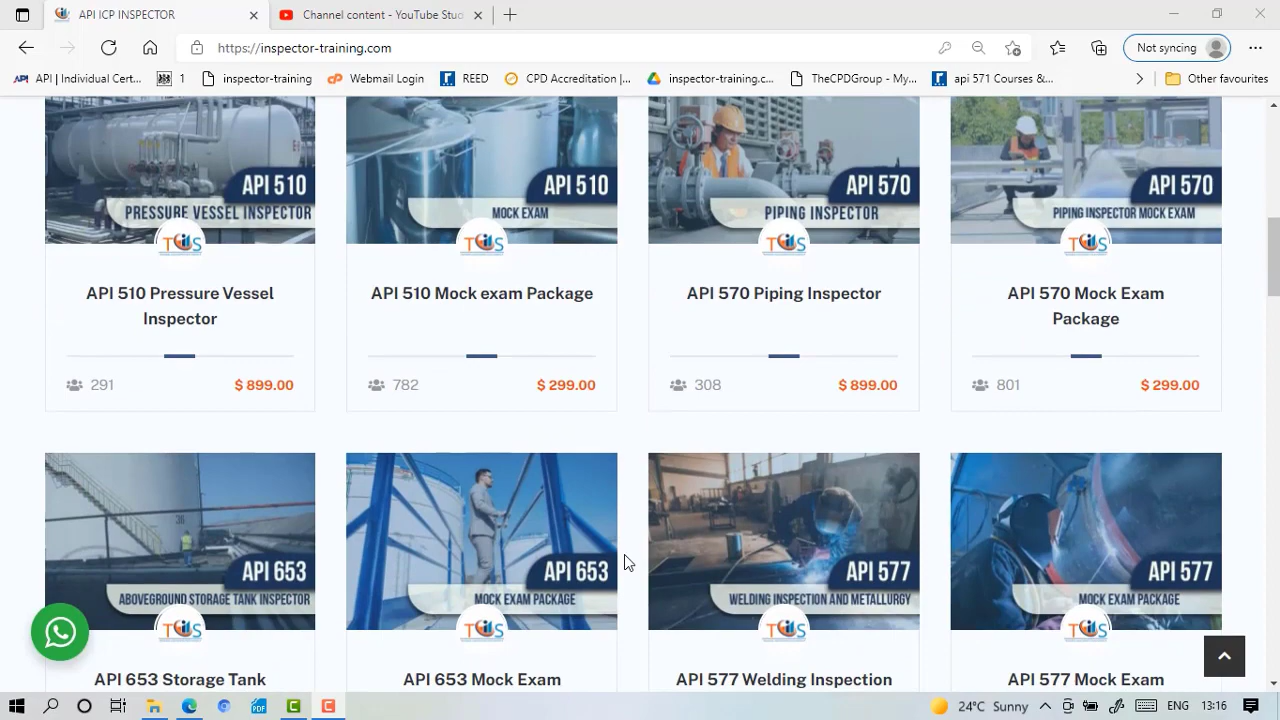 API ICP INSPECTOR
Channel content - YouTube Stu
https://inspector-training.com
Not syncing
API | Individual Cert...
1
inspector-training
Webmail Login
REED
CPD Accreditation |...
inspector-training.c...
TheCPDGroup - My...
api 571 Courses &...
Other favourites
API 510
PRESSURE VESSEL INSPECTOR
API 510
MOCK EXAM
API 570
PIPING INSPECTOR
API 570
PIPING INSPECTOR MOCK EXAM
API 510 Pressure Vessel
Inspector
API 510 Mock exam Package
API 570 Piping Inspector
API 570 Mock Exam
Package
291
$ 899.00
782
$ 299.00
308
$ 899.00
801
$ 299.00
API 653
ABOVEGROUND STORAGE TANK INSPECTOR
API 653
MOCK EXAM PACKAGE
API 577
WELDING INSPECTION AND METALLURGY
API 577
MOCK EXAM PACKAGE
API 653 Storage Tank
API 653 Mock Exam
API 577 Welding Inspection
API 577 Mock Exam
24°C Sunny
ENG
13:16